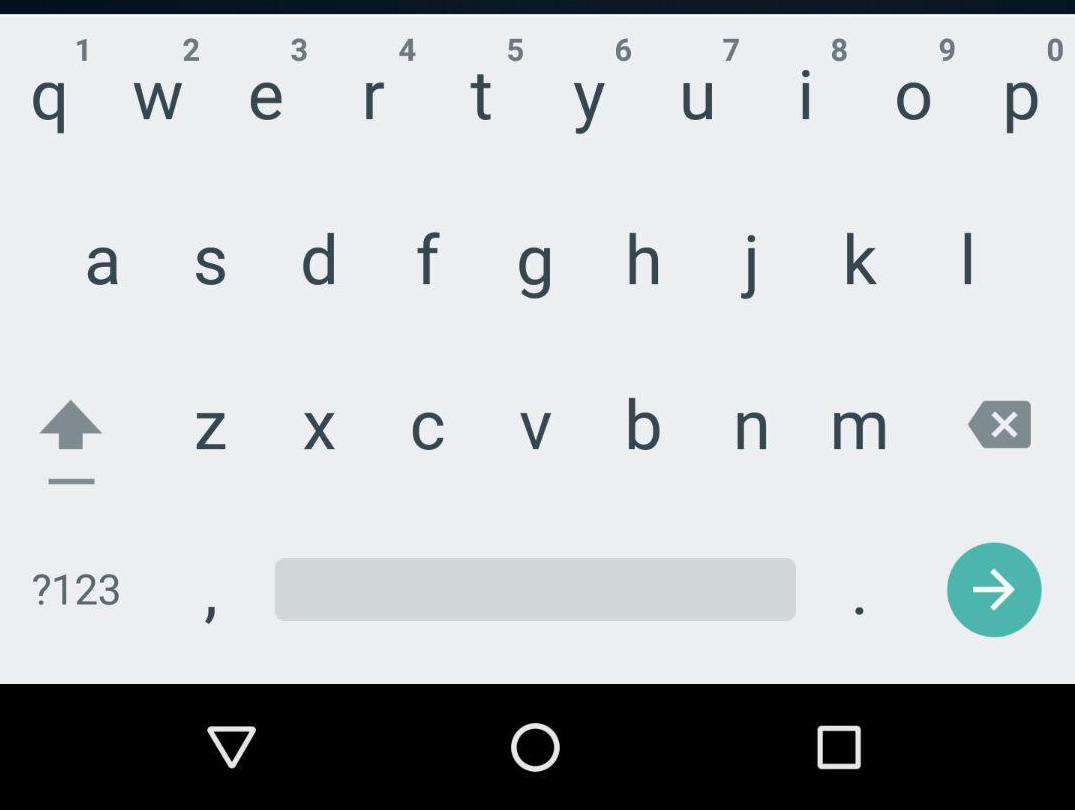 1 2 3 4 5 6 7 8 9 0
q w e r t y u i o p
a s d f g h j k l
z x c v b n m
?123 , .